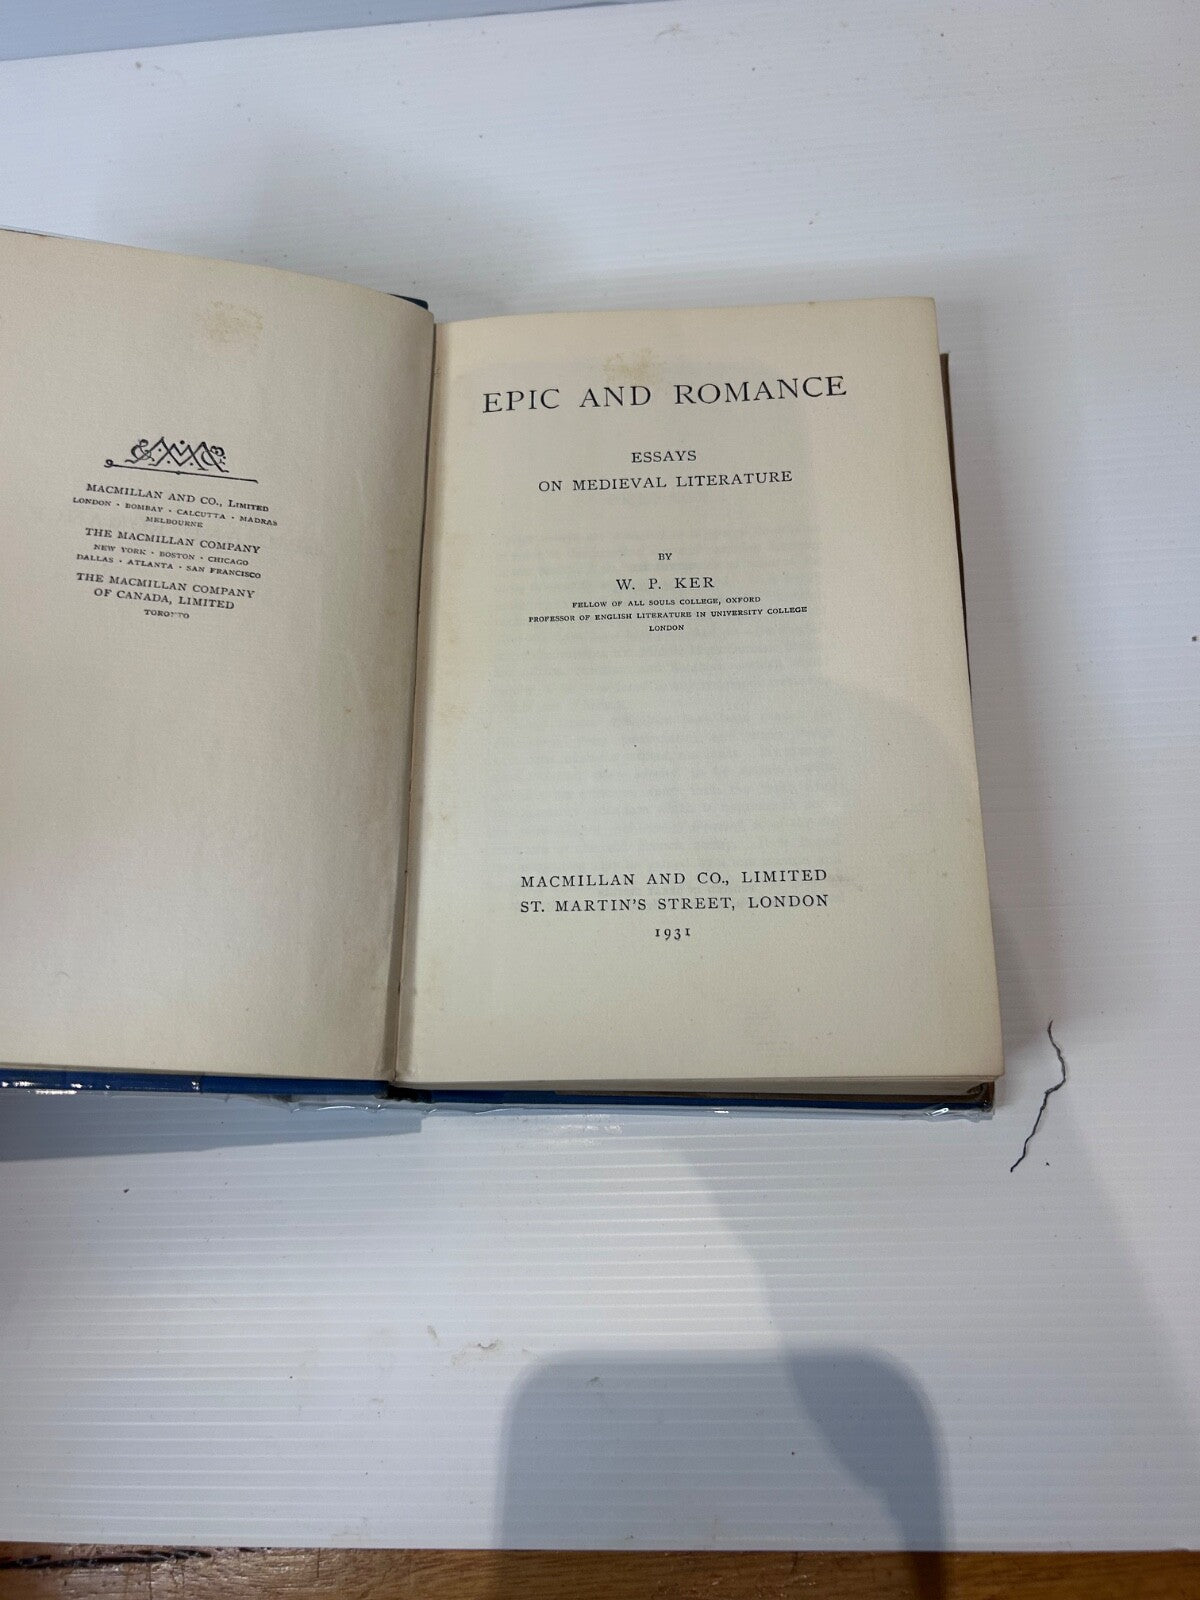 MACMILLAN AND CO., LIMITED
LONDON · BOMBAY · CALCUTTA · MADRAS
MELBOURNE
THE MACMILLAN COMPANY
NEW YORK · BOSTON · CHICAGO
DALLAS · ATLANTA · SAN FRANCISCO
THE MACMILLAN COMPANY
OF CANADA, LIMITED
TORONTO
EPIC AND ROMANCE
ESSAYS
ON MEDIEVAL LITERATURE
BY
W. P. KER
FELLOW OF ALL SOULS COLLEGE, OXFORD
PROFESSOR OF ENGLISH LITERATURE IN UNIVERSITY COLLEGE
LONDON
MACMILLAN AND CO., LIMITED
ST. MARTIN'S STREET, LONDON
1931